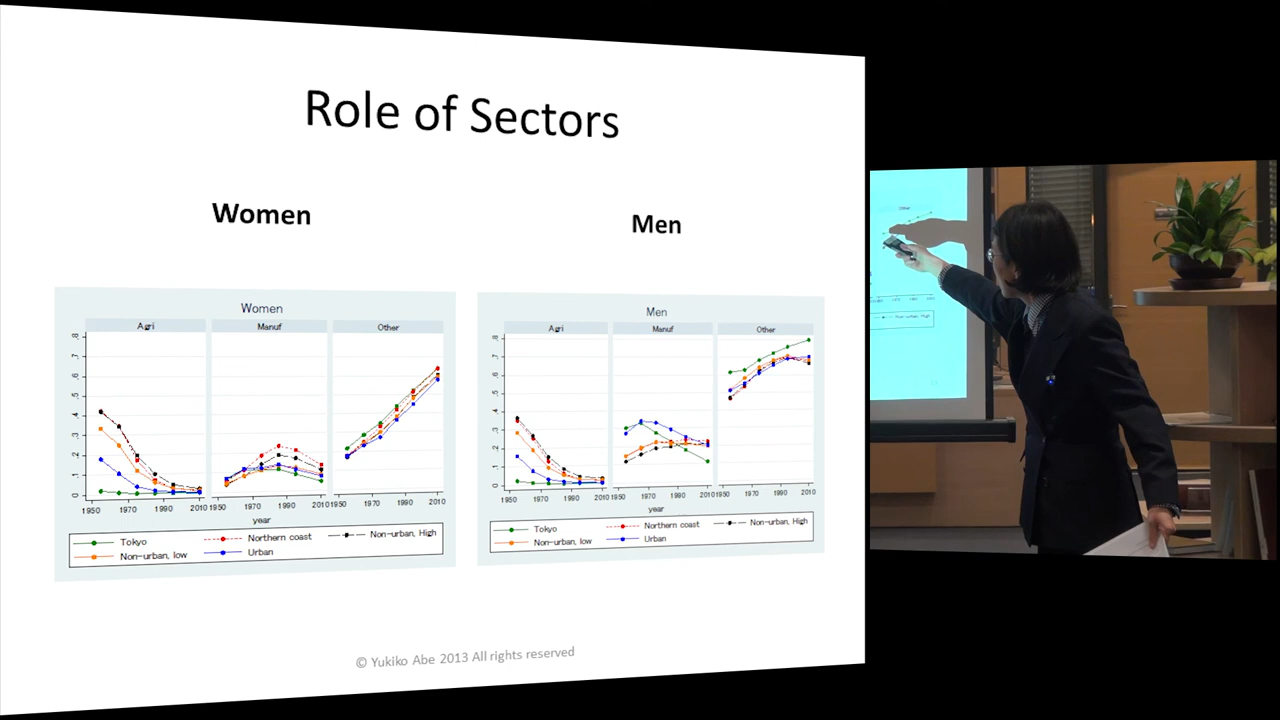 Role of Sectors
Women
Men
Women
Agri
Manuf
Other
.8
.7
.6
.5
.4
.3
.2
.1
0
1950 1970 1990 2010
1950 1970 1990 2010
1950 1970 1990 2010
year
Tokyo
Northern coast
Non-urban, High
Non-urban, low
Urban
Men
Agri
Manuf
Other
.8
.7
.6
.5
.4
.3
.2
.1
0
1950 1970 1990 2010
1950 1970 1990 2010
1950 1970 1990 2010
year
Tokyo
Northern coast
Non-urban, High
Non-urban, low
Urban
© Yukiko Abe 2013 All rights reserved
Other
Non-urban, High